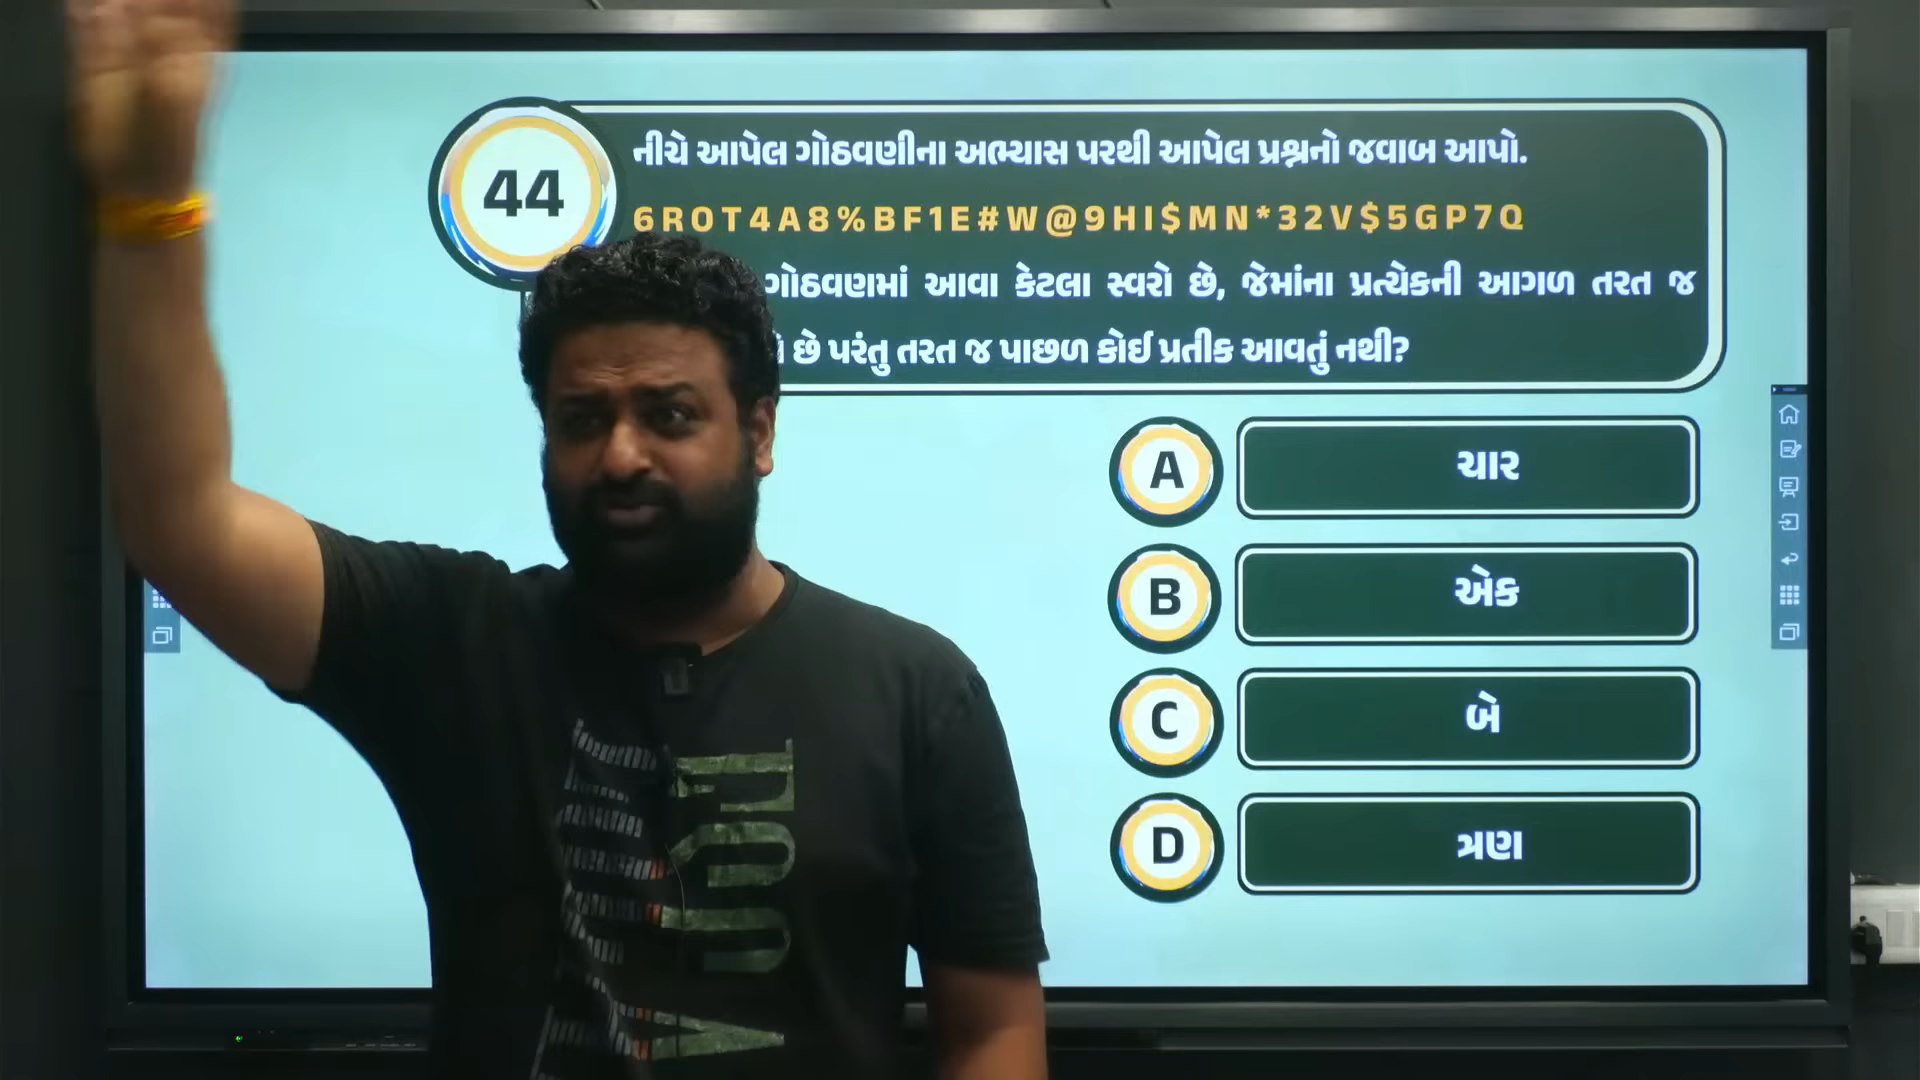 44
નીચે આપેલ ગોઠવણીના અભ્યાસ પરથી આપેલ પ્રશ્નનો જવાબ આપો.
6ROT4A8%BF1E#W@9HI$MN*32V$5GP7Q
ગોઠવણમાં આવા કેટલા સ્વરો છે, જેમાંના પ્રત્યેકની આગળ તરત જ
છે પરંતુ તરત જ પાછળ કોઈ પ્રતીક આવતું નથી?
A ચાર
B એક
C બે
D ત્રણ